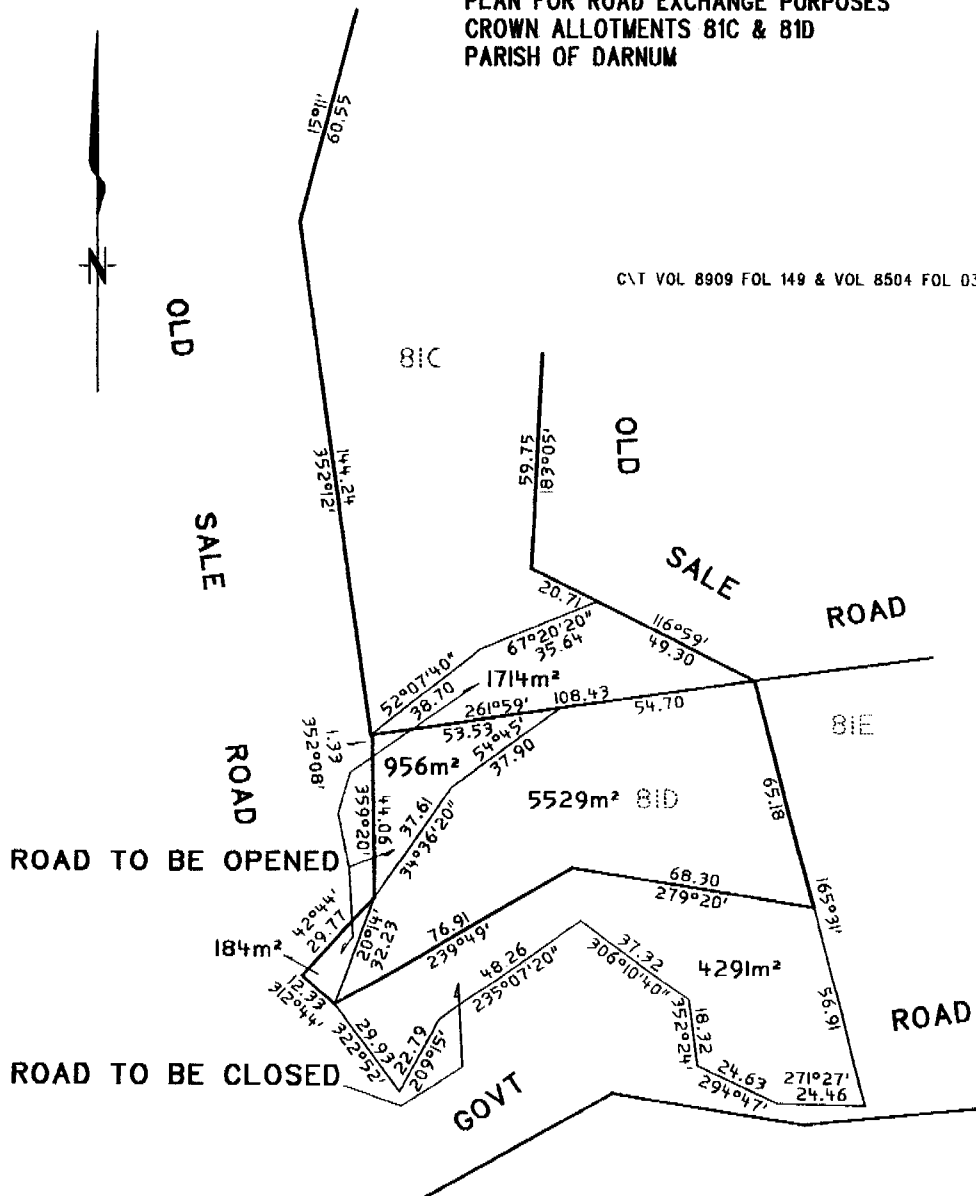 PLAN FOR ROAD EXCHANGE PURPOSES
CROWN ALLOTMENTS 81C & 81D
PARISH OF DARNUM
15°11'
60.55
N
C\T VOL 8909 FOL 149 & VOL 8504 FOL 03
OLD
81C
OLD
59.75
183°05'
144.24
352°12'
SALE
SALE
20.71
116°59'
49.30
ROAD
67°20'20"
35.64
52°07'40"
38.70
1714m²
261°59'
108.43
53.53
54.70
81E
1.33
352°08'
ROAD
956m²
54°45'
37.90
5529m²
81D
65.18
44.06
359°20'
37.61
34°36'20"
ROAD TO BE OPENED
68.30
279°20'
165°31'
42°44'
29.77
184m²
20°14'
32.23
76.91
239°49'
48.26
235°07'20"
37.32
306°10'40"
4291m²
12.33
312°44'
18.32
352°24'
56.91
ROAD
29.93
322°52'
22.79
209°15'
24.63
294°47'
271°27'
24.46
ROAD TO BE CLOSED
GOVT